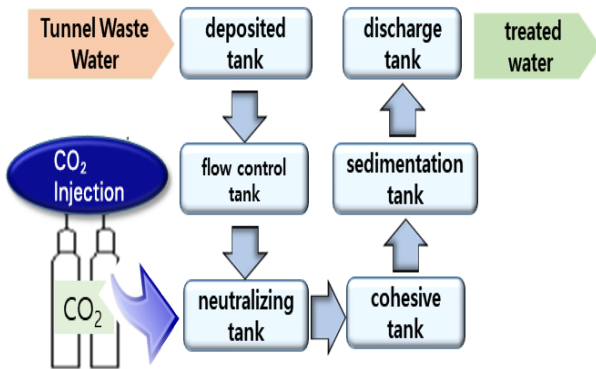 Tunnel Waste
Water
deposited
tank
discharge
tank
treated
water
CO₂
Injection
flow control
tank
sedimentation
tank
CO₂
neutralizing
tank
cohesive
tank